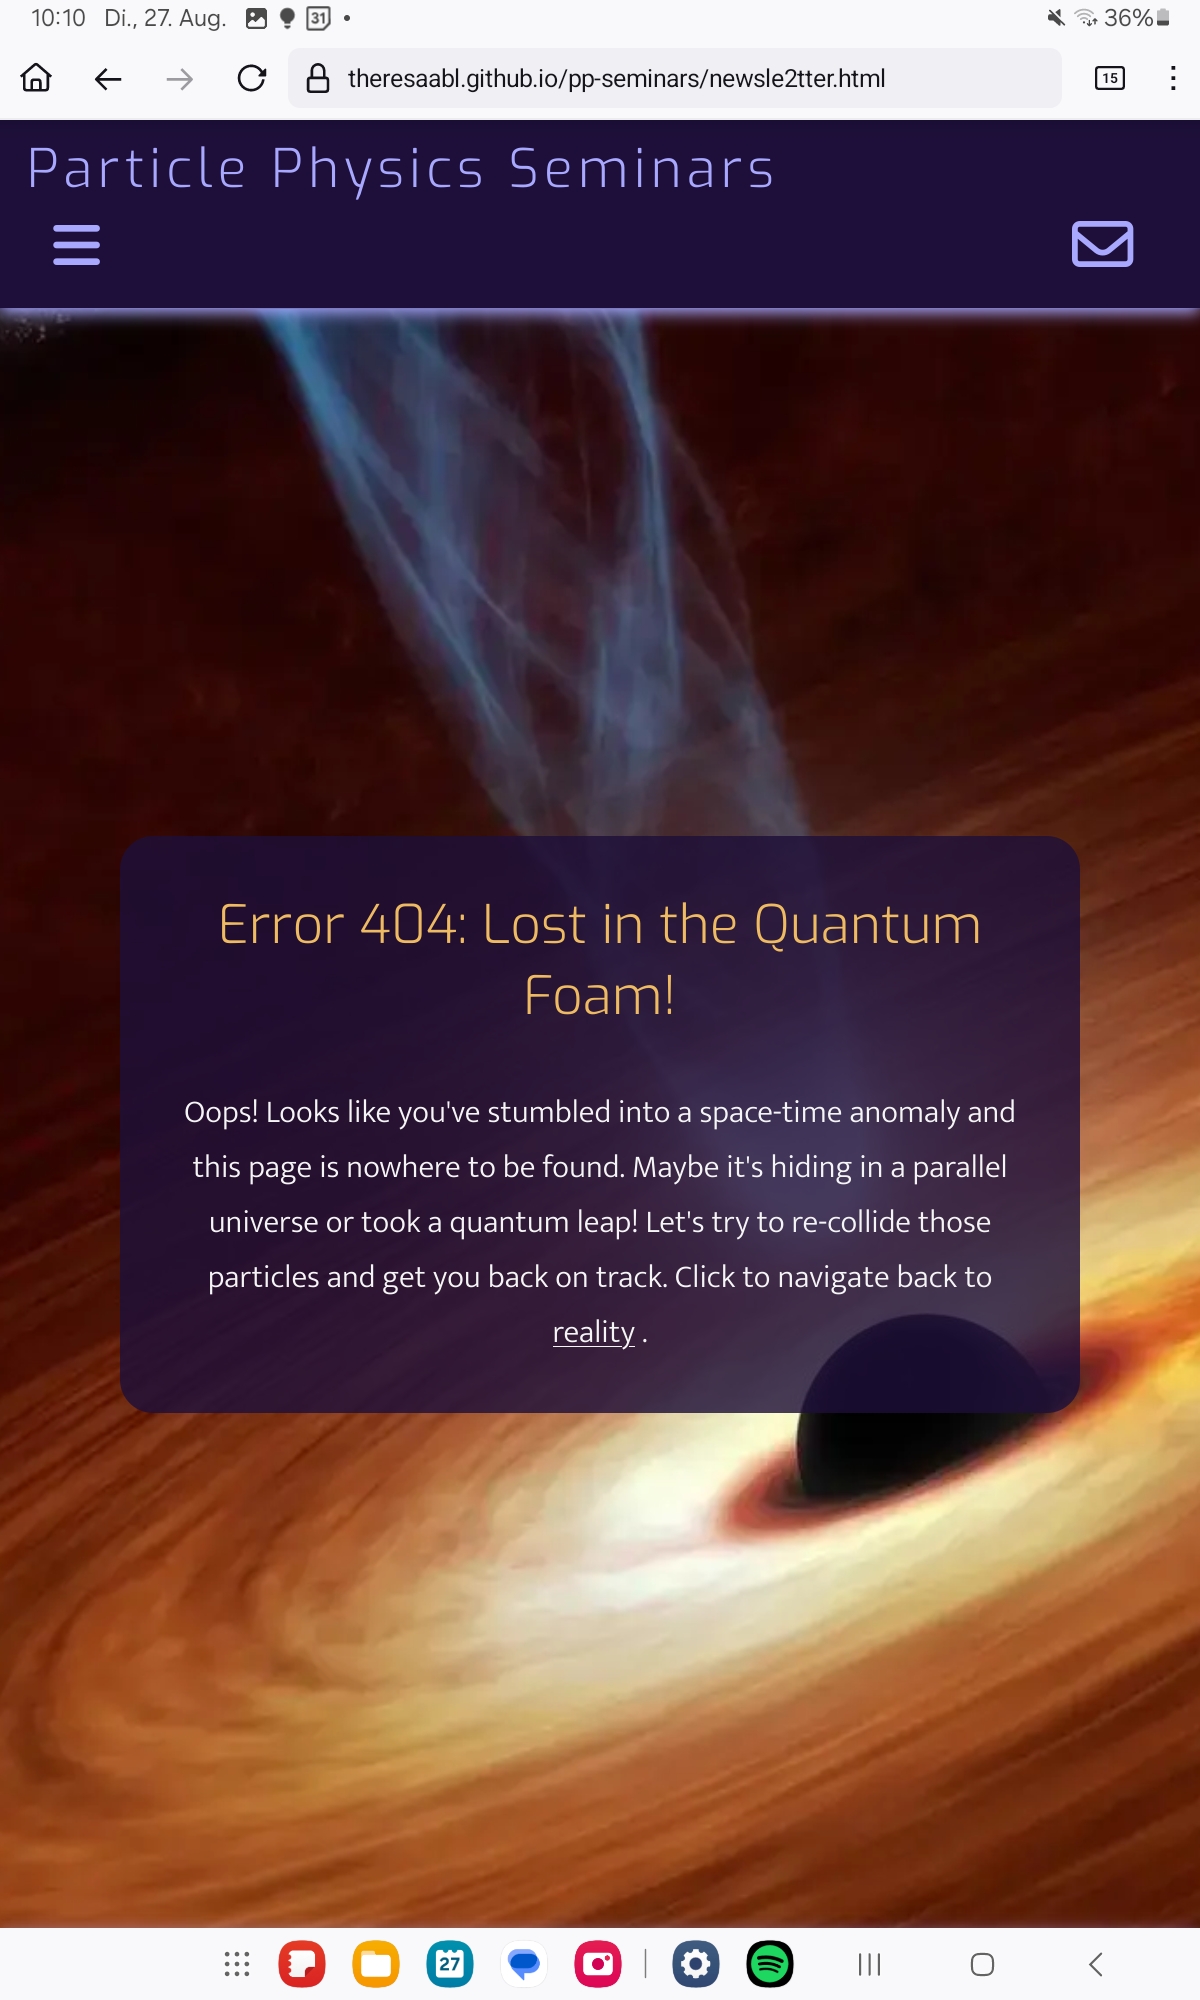 10:10 Di., 27. Aug. 31 36%
theresaabl.github.io/pp-seminars/newsle2tter.html 15
Particle Physics Seminars
Error 404: Lost in the Quantum
Foam!
Oops! Looks like you've stumbled into a space-time anomaly and
this page is nowhere to be found. Maybe it's hiding in a parallel
universe or took a quantum leap! Let's try to re-collide those
particles and get you back on track. Click to navigate back to
reality .
27